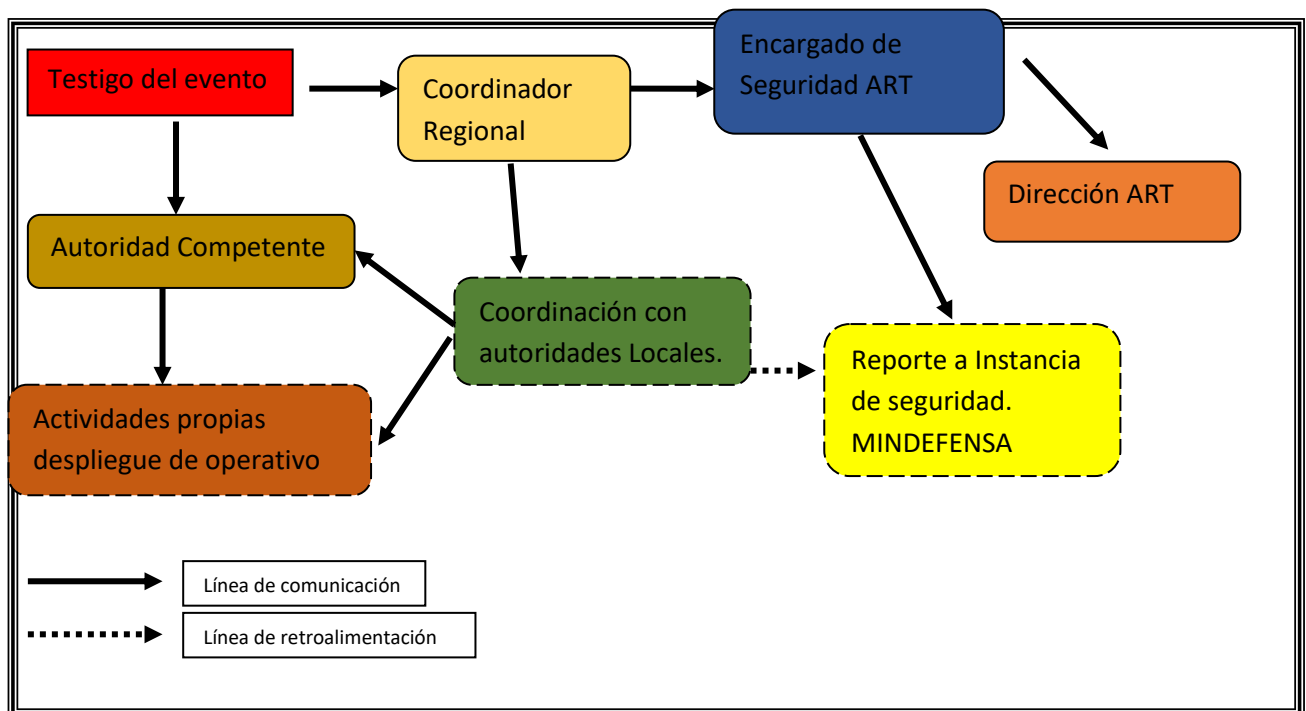 Testigo del evento
Coordinador
Regional
Encargado de
Seguridad ART
Dirección ART
Autoridad Competente
Coordinación con
autoridades Locales.
Reporte a Instancia
de seguridad.
MINDEFENSA
Actividades propias
despliegue de operativo
Línea de comunicación
Línea de retroalimentación